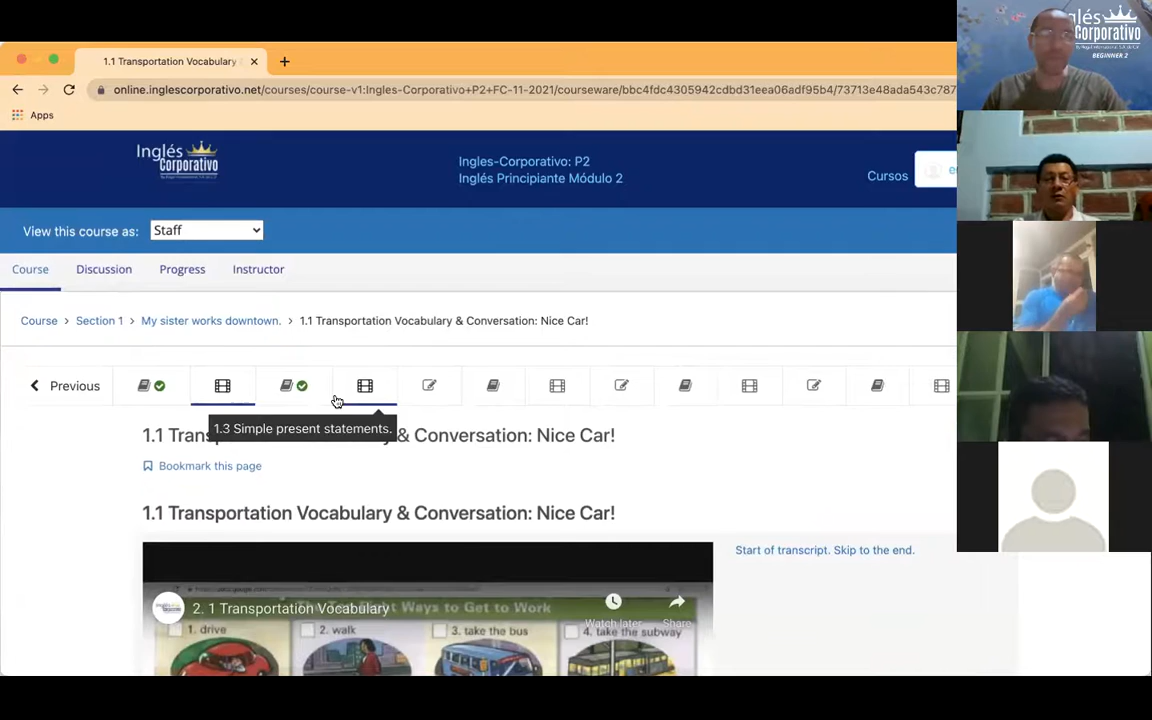 1.1 Transportation Vocabulary
online.inglescorporativo.net/courses/course-v1:Ingles-Corporativo+P2+FC-11-2021/courseware/bbc4fdc4305942cdbd31eea06adf95b4/73713e48ada543c787
Apps
Inglés
Corporativo
Ingles-Corporativo: P2
Inglés Principiante Módulo 2
Cursos
View this course as:
Staff
Course
Discussion
Progress
Instructor
Course > Section 1 > My sister works downtown. > 1.1 Transportation Vocabulary & Conversation: Nice Car!
Previous
1.3 Simple present statements.
1.1 Tran & Conversation: Nice Car!
Bookmark this page
1.1 Transportation Vocabulary & Conversation: Nice Car!
Start of transcript. Skip to the end.
2. 1 Transportation Vocabulary
t Ways to Get to Work
Watch later
Share
1. drive
2. walk
3. take the bus
4. take the subway
glés
Corporativo
BEGINNER 2